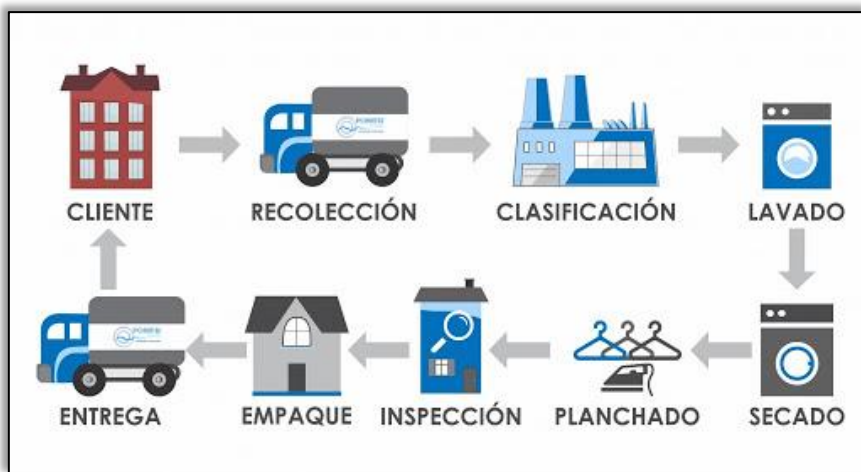 CLIENTE
RECOLECCIÓN
CLASIFICACIÓN
LAVADO
SECADO
PLANCHADO
INSPECCIÓN
EMPAQUE
ENTREGA